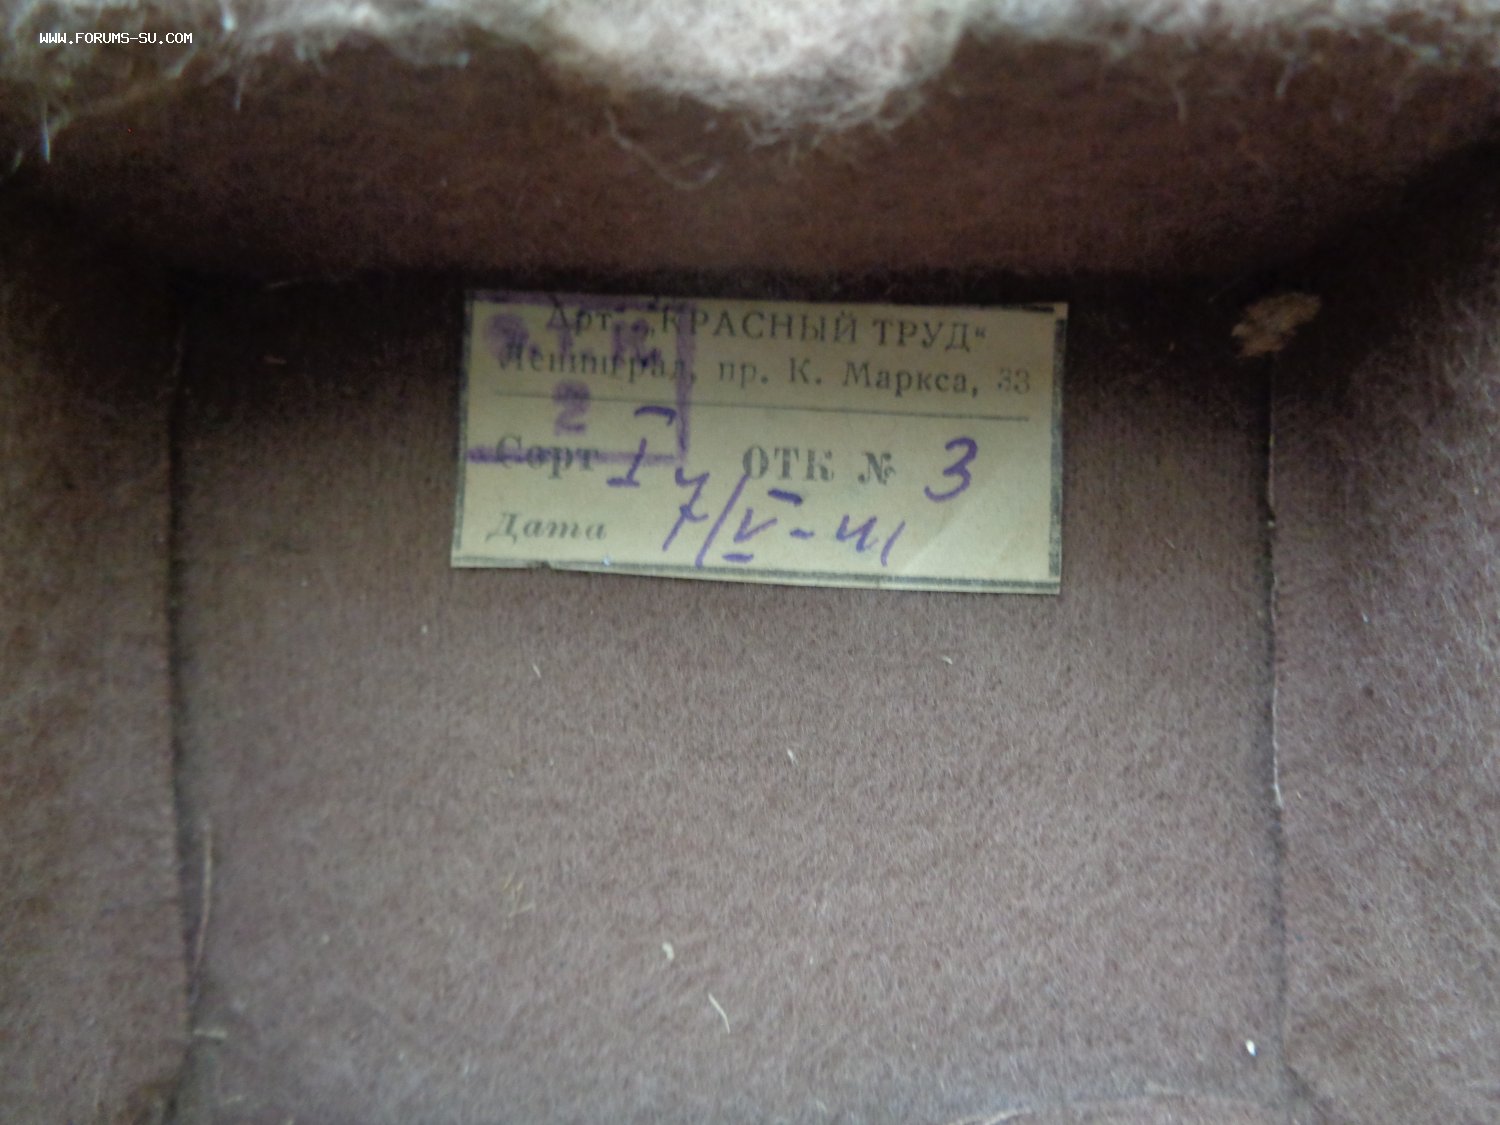 WWW.FORUMS-SU.COM
Арт. „КРАСНЫЙ ТРУД“
Ленинград, пр. К. Маркса, 33
О.Т.К.
2
Сорт I ОТК № 3
Дата 7/V-41